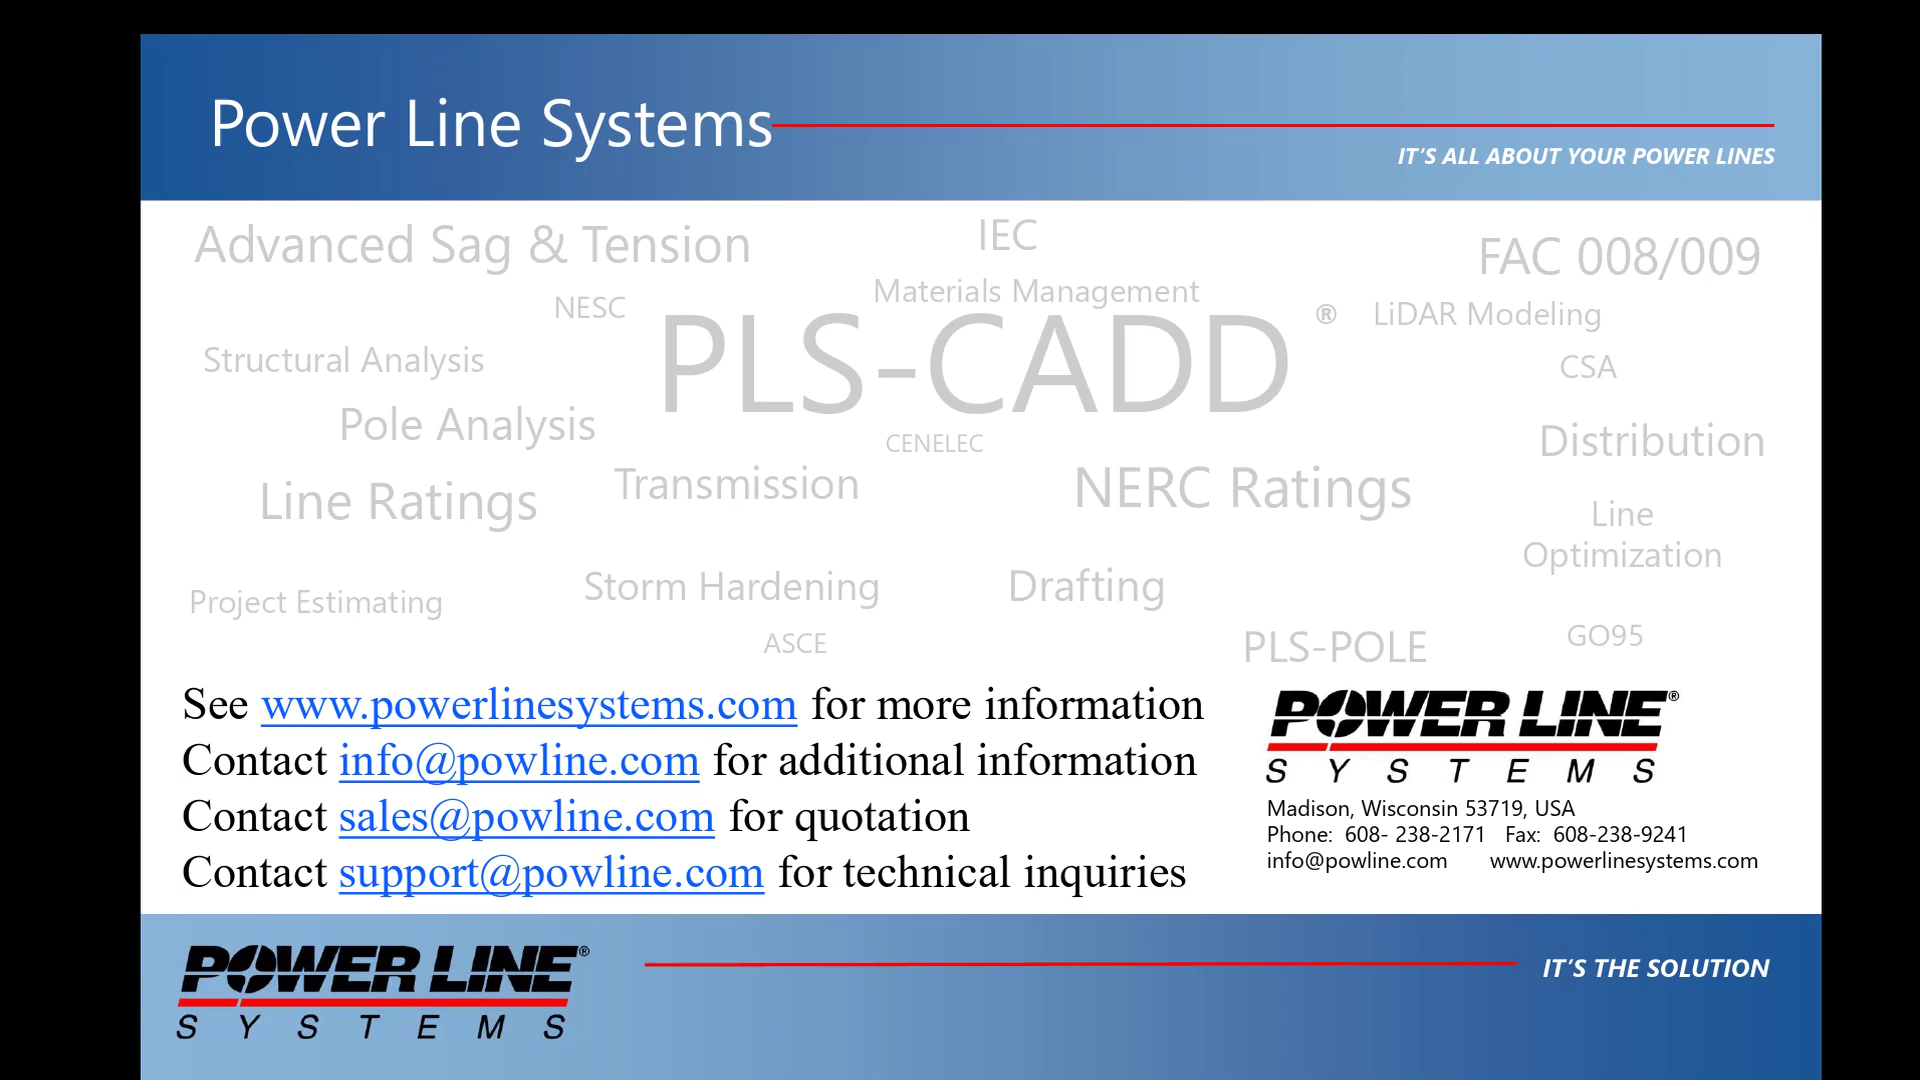 Power Line Systems
IT'S ALL ABOUT YOUR POWER LINES
Advanced Sag & Tension
IEC
FAC 008/009
NESC
Materials Management
PLS-CADD ®
LiDAR Modeling
Structural Analysis
CSA
Pole Analysis
CENELEC
Distribution
Line Ratings
Transmission
NERC Ratings
Line
Optimization
Project Estimating
Storm Hardening
Drafting
ASCE
PLS-POLE
GO95
See www.powerlinesystems.com for more information
Contact info@powline.com for additional information
Contact sales@powline.com for quotation
Contact support@powline.com for technical inquiries
POWER LINE®
SYSTEMS
Madison, Wisconsin 53719, USA
Phone: 608- 238-2171 Fax: 608-238-9241
info@powline.com www.powerlinesystems.com
POWER LINE®
SYSTEMS
IT'S THE SOLUTION